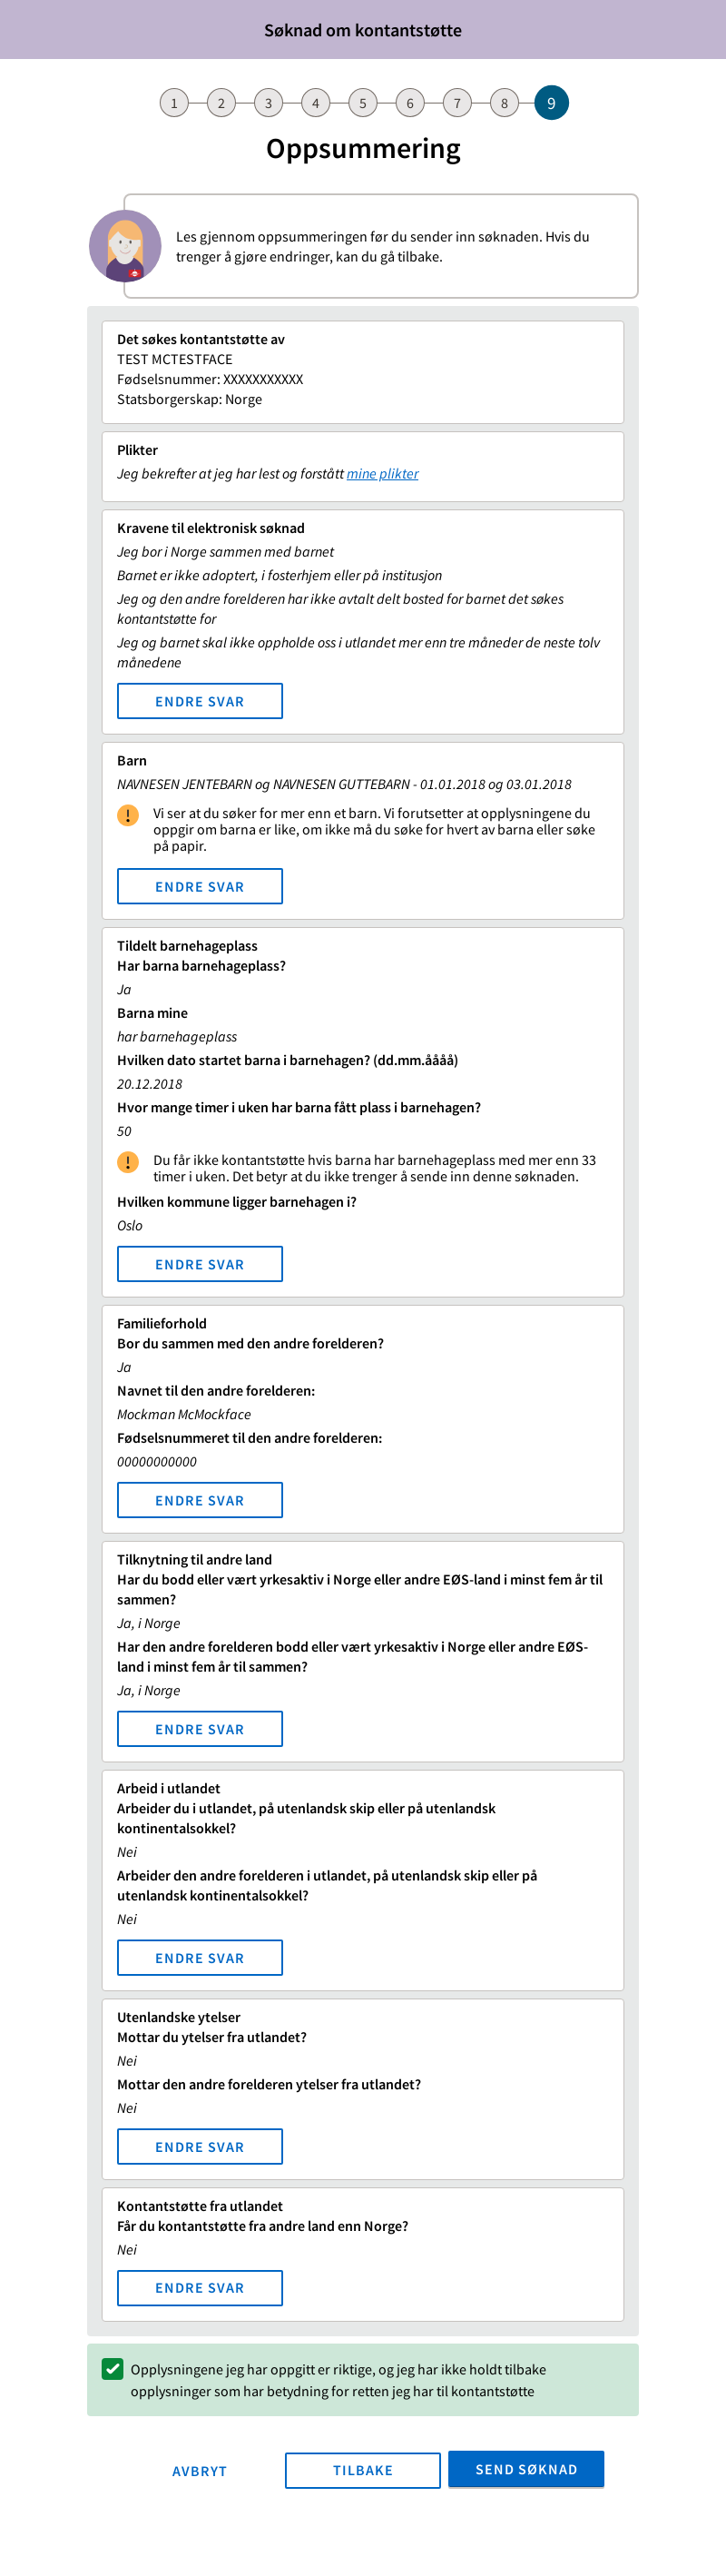 Søknad om kontantstøtte
1 2 3 4 5 6 7 8 9
Oppsummering
Les gjennom oppsummeringen før du sender inn søknaden. Hvis du
trenger å gjøre endringer, kan du gå tilbake.
Det søkes kontantstøtte av
TEST MCTESTFACE
Fødselsnummer: XXXXXXXXXXX
Statsborgerskap: Norge
Plikter
Jeg bekrefter at jeg har lest og forstått mine plikter
Kravene til elektronisk søknad
Jeg bor i Norge sammen med barnet
Barnet er ikke adoptert, i fosterhjem eller på institusjon
Jeg og den andre forelderen har ikke avtalt delt bosted for barnet det søkes
kontantstøtte for
Jeg og barnet skal ikke oppholde oss i utlandet mer enn tre måneder de neste tolv
månedene
ENDRE SVAR
Barn
NAVNESEN JENTEBARN og NAVNESEN GUTTEBARN - 01.01.2018 og 03.01.2018
Vi ser at du søker for mer enn et barn. Vi forutsetter at opplysningene du
oppgir om barna er like, om ikke må du søke for hvert av barna eller søke
på papir.
ENDRE SVAR
Tildelt barnehageplass
Har barna barnehageplass?
Ja
Barna mine
har barnehageplass
Hvilken dato startet barna i barnehagen? (dd.mm.åååå)
20.12.2018
Hvor mange timer i uken har barna fått plass i barnehagen?
50
Du får ikke kontantstøtte hvis barna har barnehageplass med mer enn 33
timer i uken. Det betyr at du ikke trenger å sende inn denne søknaden.
Hvilken kommune ligger barnehagen i?
Oslo
ENDRE SVAR
Familieforhold
Bor du sammen med den andre forelderen?
Ja
Navnet til den andre forelderen:
Mockman McMockface
Fødselsnummeret til den andre forelderen:
00000000000
ENDRE SVAR
Tilknytning til andre land
Har du bodd eller vært yrkesaktiv i Norge eller andre EØS-land i minst fem år til
sammen?
Ja, i Norge
Har den andre forelderen bodd eller vært yrkesaktiv i Norge eller andre EØS-
land i minst fem år til sammen?
Ja, i Norge
ENDRE SVAR
Arbeid i utlandet
Arbeider du i utlandet, på utenlandsk skip eller på utenlandsk
kontinentalsokkel?
Nei
Arbeider den andre forelderen i utlandet, på utenlandsk skip eller på
utenlandsk kontinentalsokkel?
Nei
ENDRE SVAR
Utenlandske ytelser
Mottar du ytelser fra utlandet?
Nei
Mottar den andre forelderen ytelser fra utlandet?
Nei
ENDRE SVAR
Kontantstøtte fra utlandet
Får du kontantstøtte fra andre land enn Norge?
Nei
ENDRE SVAR
Opplysningene jeg har oppgitt er riktige, og jeg har ikke holdt tilbake
opplysninger som har betydning for retten jeg har til kontantstøtte
AVBRYT TILBAKE SEND SØKNAD